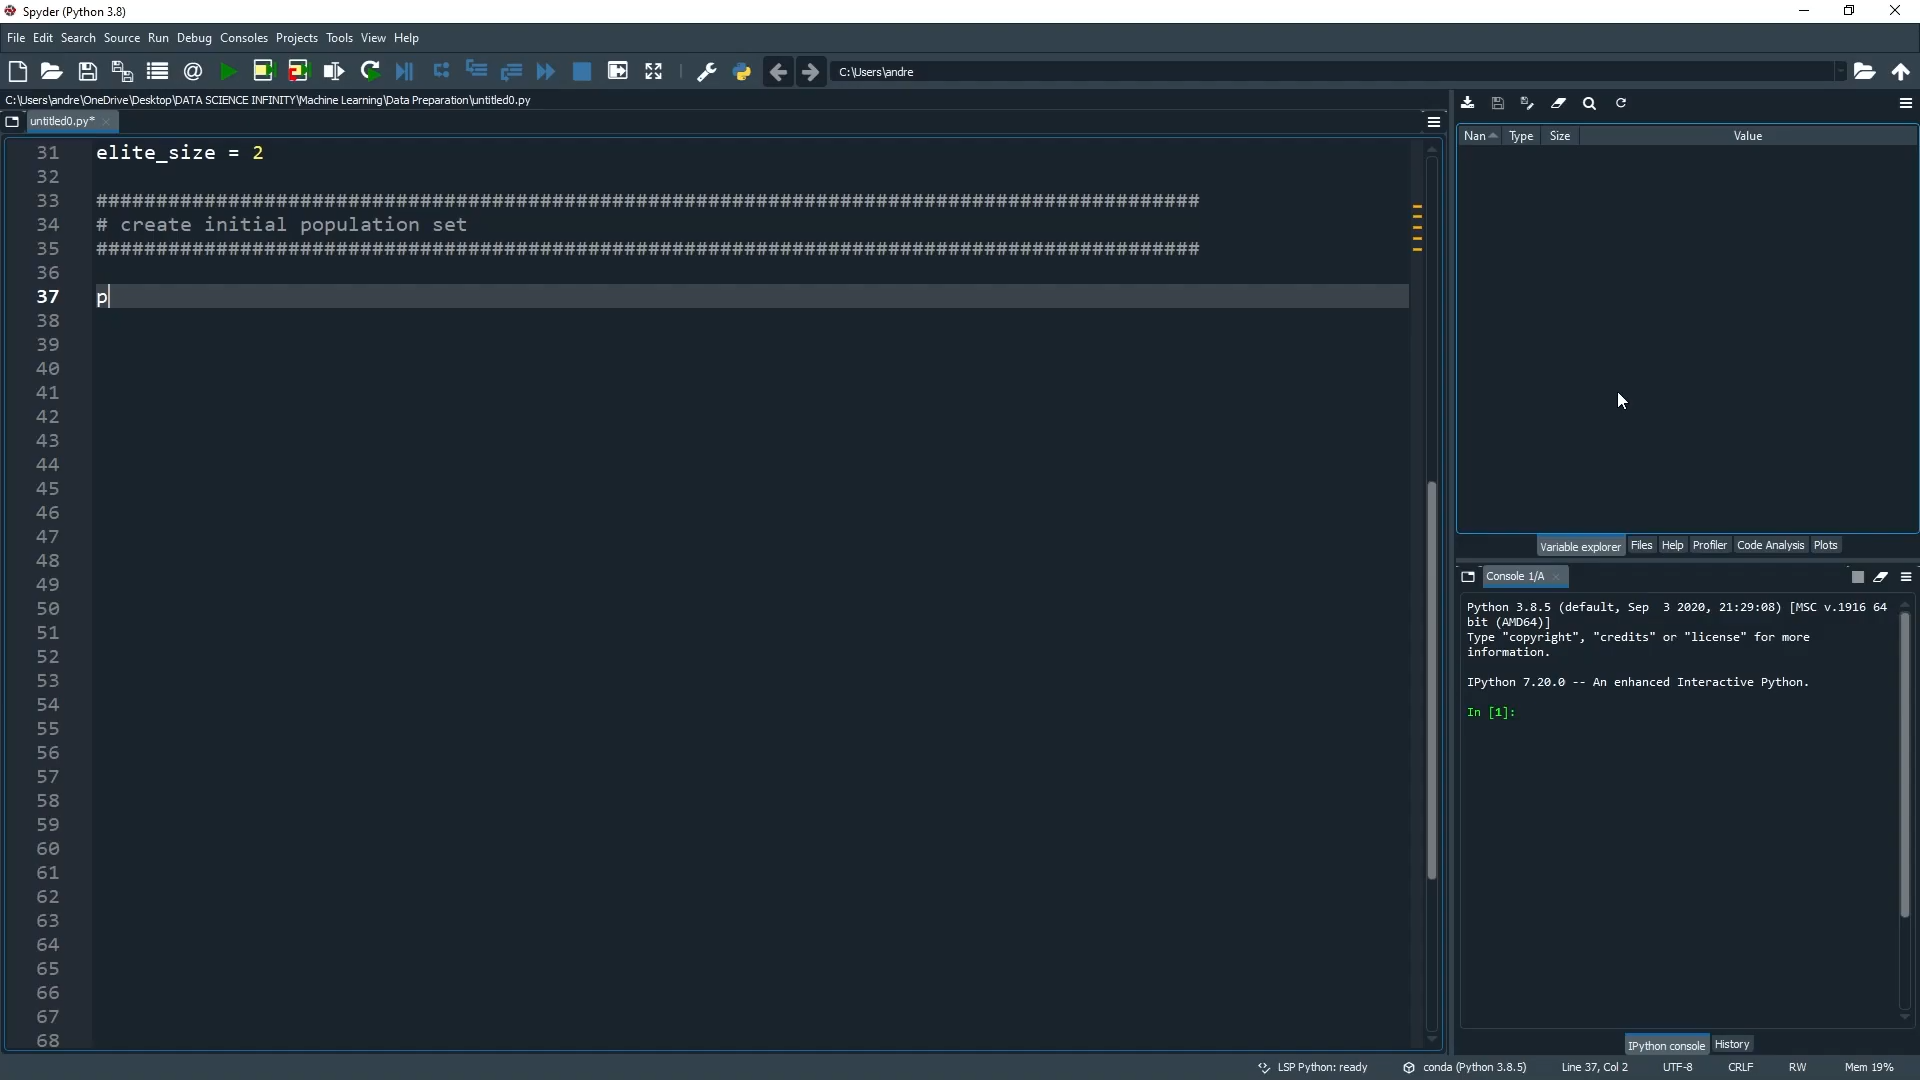 Spyder (Python 3.8)
File Edit Search Source Run Debug Consoles Projects Tools View Help
C:\Users\andre
C:\Users\andre\OneDrive\Desktop\DATA SCIENCE INFINITY\Machine Learning\Data Preparation\untitled0.py
untitled0.py*
31 elite_size = 2
32
33 ############################################################################################
34 # create initial population set
35 ############################################################################################
36
37 p
38
39
40
41
42
43
44
45
46
47
48
49
50
51
52
53
54
55
56
57
58
59
60
61
62
63
64
65
66
67
68
Nan Type Size Value
Variable explorer Files Help Profiler Code Analysis Plots
Console 1/A
Python 3.8.5 (default, Sep  3 2020, 21:29:08) [MSC v.1916 64
bit (AMD64)]
Type "copyright", "credits" or "license" for more
information.
IPython 7.20.0 -- An enhanced Interactive Python.
In [1]:
IPython console History
LSP Python: ready conda (Python 3.8.5) Line 37, Col 2 UTF-8 CRLF RW Mem 19%